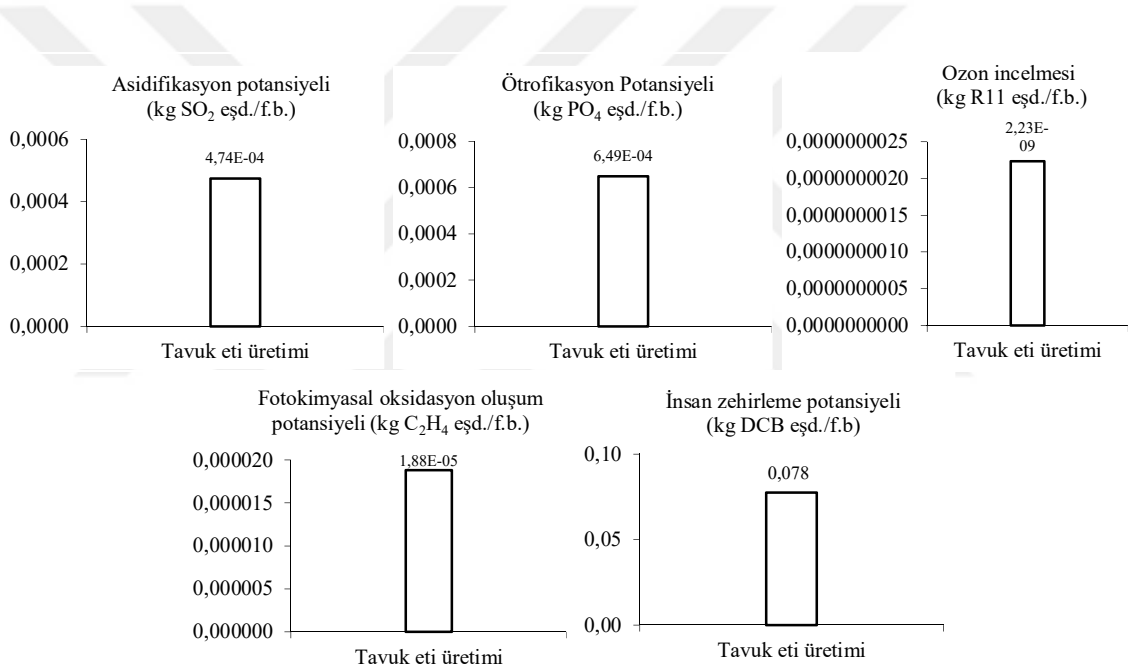 Asidifikasyon potansiyeli
(kg SO₂ eşd./f.b.)
0,0006
0,0004
0,0002
0,0000
4,74E-04
Tavuk eti üretimi
Ötrofikasyon Potansiyeli
(kg PO₄ eşd./f.b.)
0,0008
0,0006
0,0004
0,0002
0,0000
6,49E-04
Tavuk eti üretimi
Ozon incelmesi
(kg R11 eşd./f.b.)
0,0000000025
0,0000000020
0,0000000015
0,0000000010
0,0000000005
0,0000000000
2,23E-
09
Tavuk eti üretimi
Fotokimyasal oksidasyon oluşum
potansiyeli (kg C₂H₄ eşd./f.b.)
0,000020
0,000015
0,000010
0,000005
0,000000
1,88E-05
Tavuk eti üretimi
İnsan zehirleme potansiyeli
(kg DCB eşd./f.b)
0,10
0,05
0,00
0,078
Tavuk eti üretimi